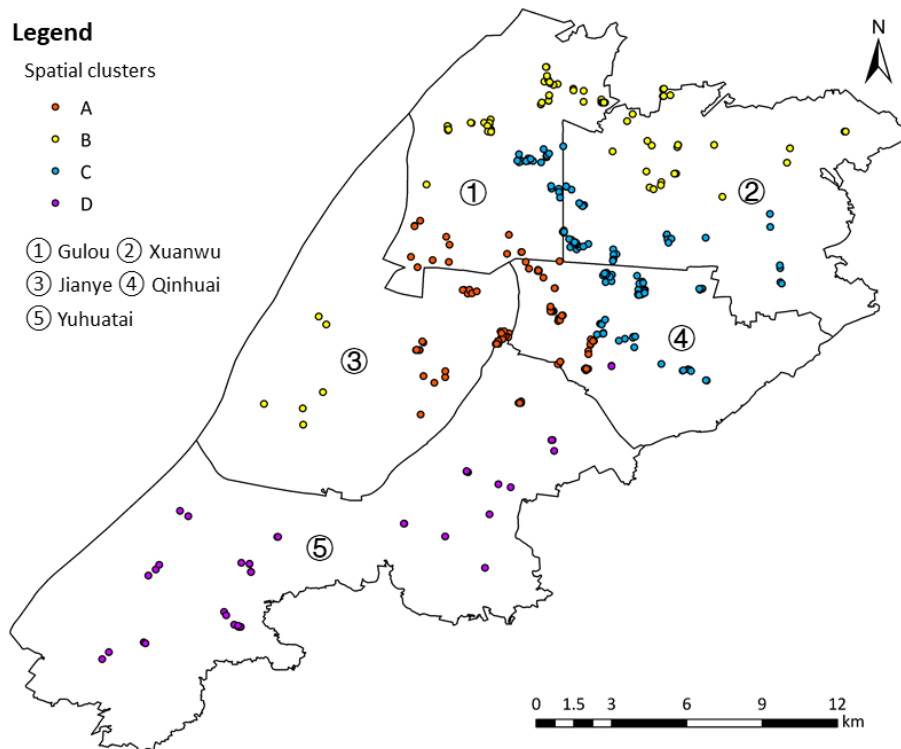 Legend
Spatial clusters
A
B
C
D
① Gulou ② Xuanwu
③ Jianye ④ Qinhuai
⑤ Yuhuatai
N
①
②
③
④
⑤
0 1.5 3 6 9 12
km